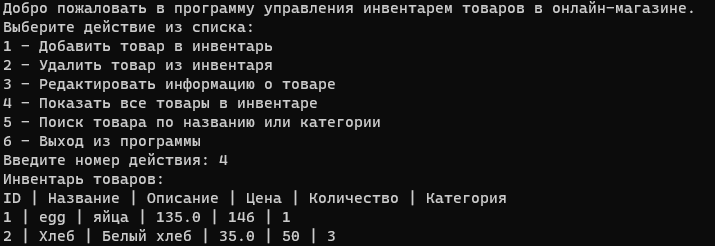 Добро пожаловать в программу управления инвентарем товаров в онлайн-магазине.
Выберите действие из списка:
1 - Добавить товар в инвентарь
2 - Удалить товар из инвентаря
3 - Редактировать информацию о товаре
4 - Показать все товары в инвентаре
5 - Поиск товара по названию или категории
6 - Выход из программы
Введите номер действия: 4
Инвентарь товаров:
ID | Название | Описание | Цена | Количество | Категория
1 | egg | яйца | 135.0 | 146 | 1
2 | Хлеб | Белый хлеб | 35.0 | 50 | 3